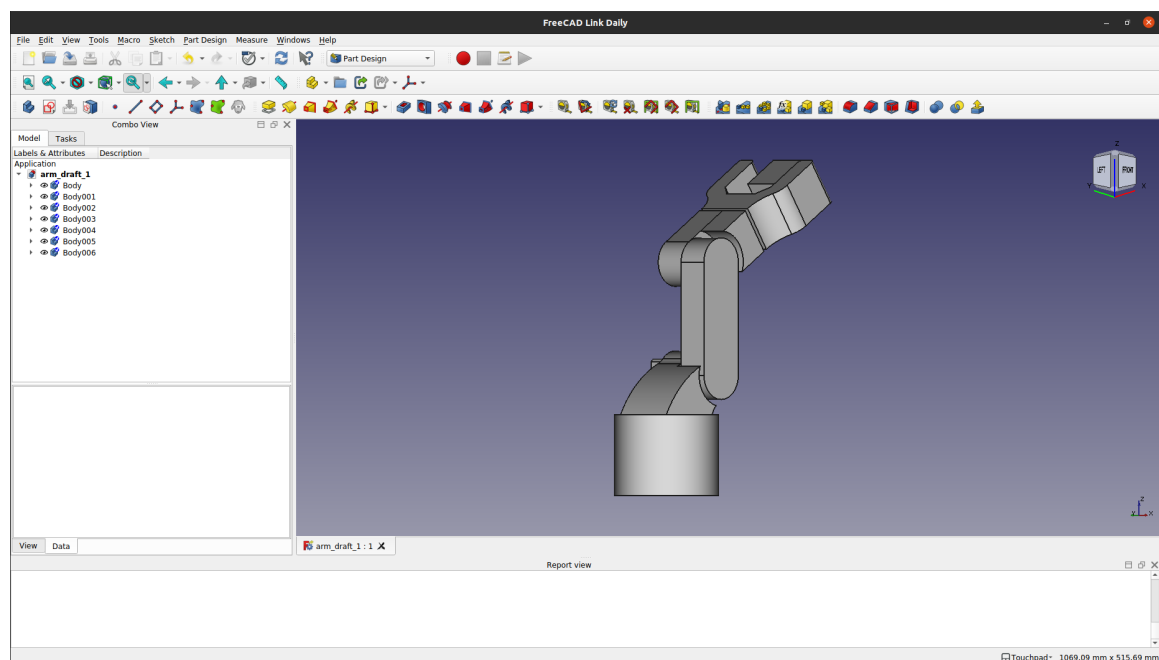 FreeCAD Link Daily
File Edit View Tools Macro Sketch Part Design Measure Windows Help
Part Design
Combo View
Model Tasks
Labels & Attributes Description
Application
arm_draft_1
Body
Body001
Body002
Body003
Body004
Body005
Body006
Z
LEFT FRONT
Y X
Z
Y X
View Data
arm_draft_1 : 1
Report view
Touchpad 1069.09 mm x 515.69 mm